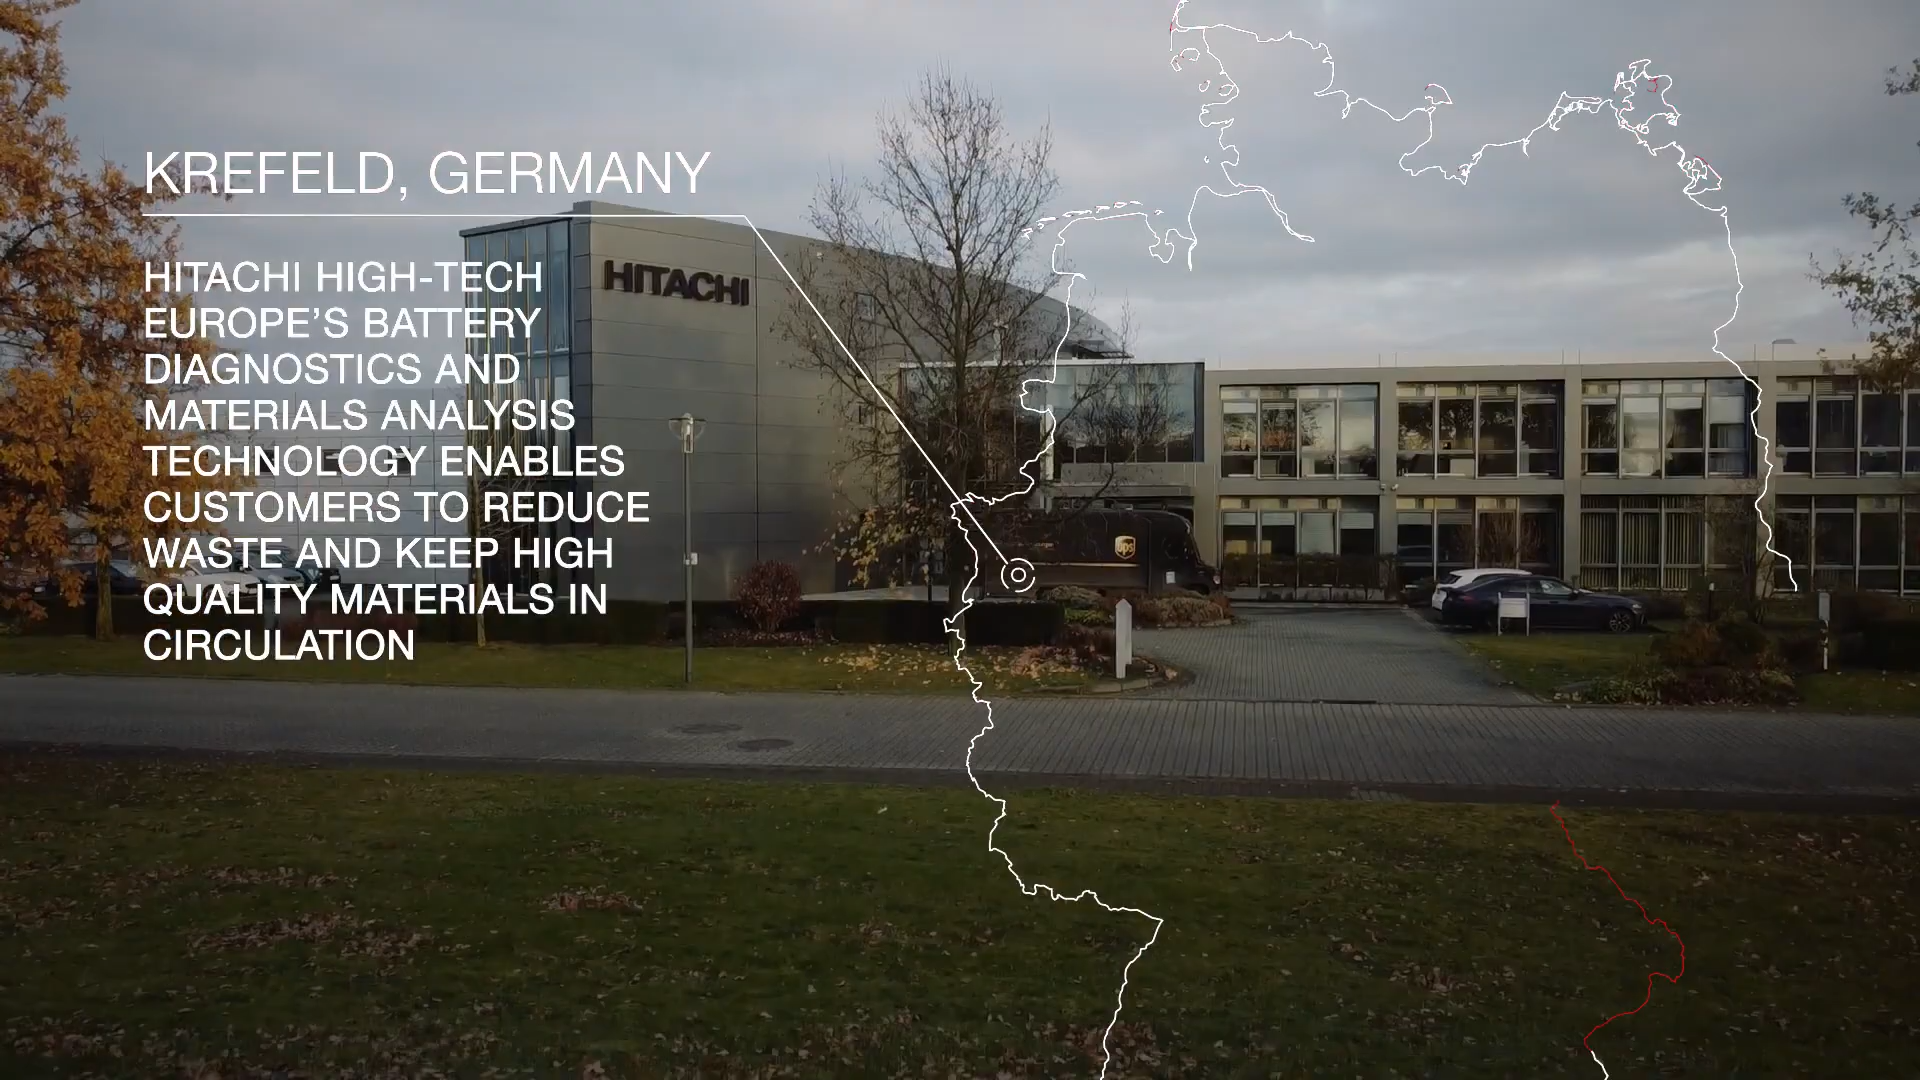 KREFELD, GERMANY
HITACHI HIGH-TECH
EUROPE’S BATTERY
DIAGNOSTICS AND
MATERIALS ANALYSIS
TECHNOLOGY ENABLES
CUSTOMERS TO REDUCE
WASTE AND KEEP HIGH
QUALITY MATERIALS IN
CIRCULATION
HITACHI
ups